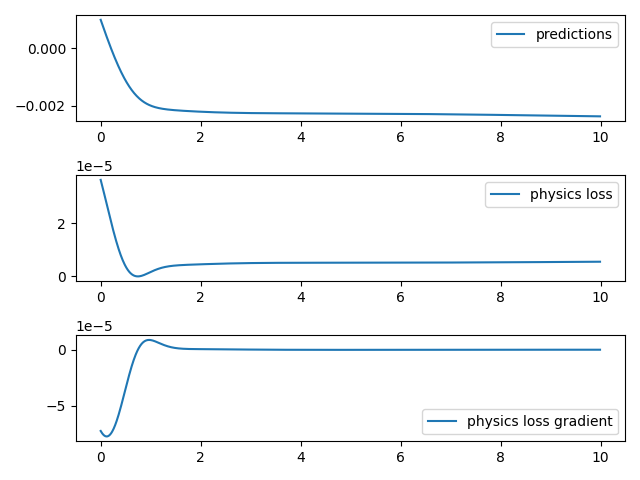 predictions
0.000
−0.002
0 2 4 6 8 10
1e−5
physics loss
2
0
0 2 4 6 8 10
1e−5
0
−5
physics loss gradient
0 2 4 6 8 10